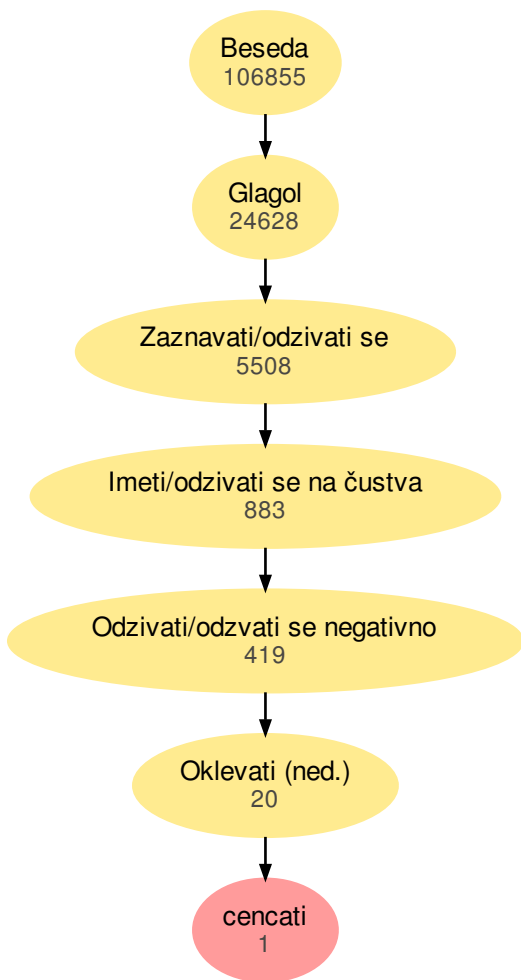 Beseda
106855
Glagol
24628
Zaznavati/odzivati se
5508
Imeti/odzivati se na čustva
883
Odzivati/odzvati se negativno
419
Oklevati (ned.)
20
cencati
1